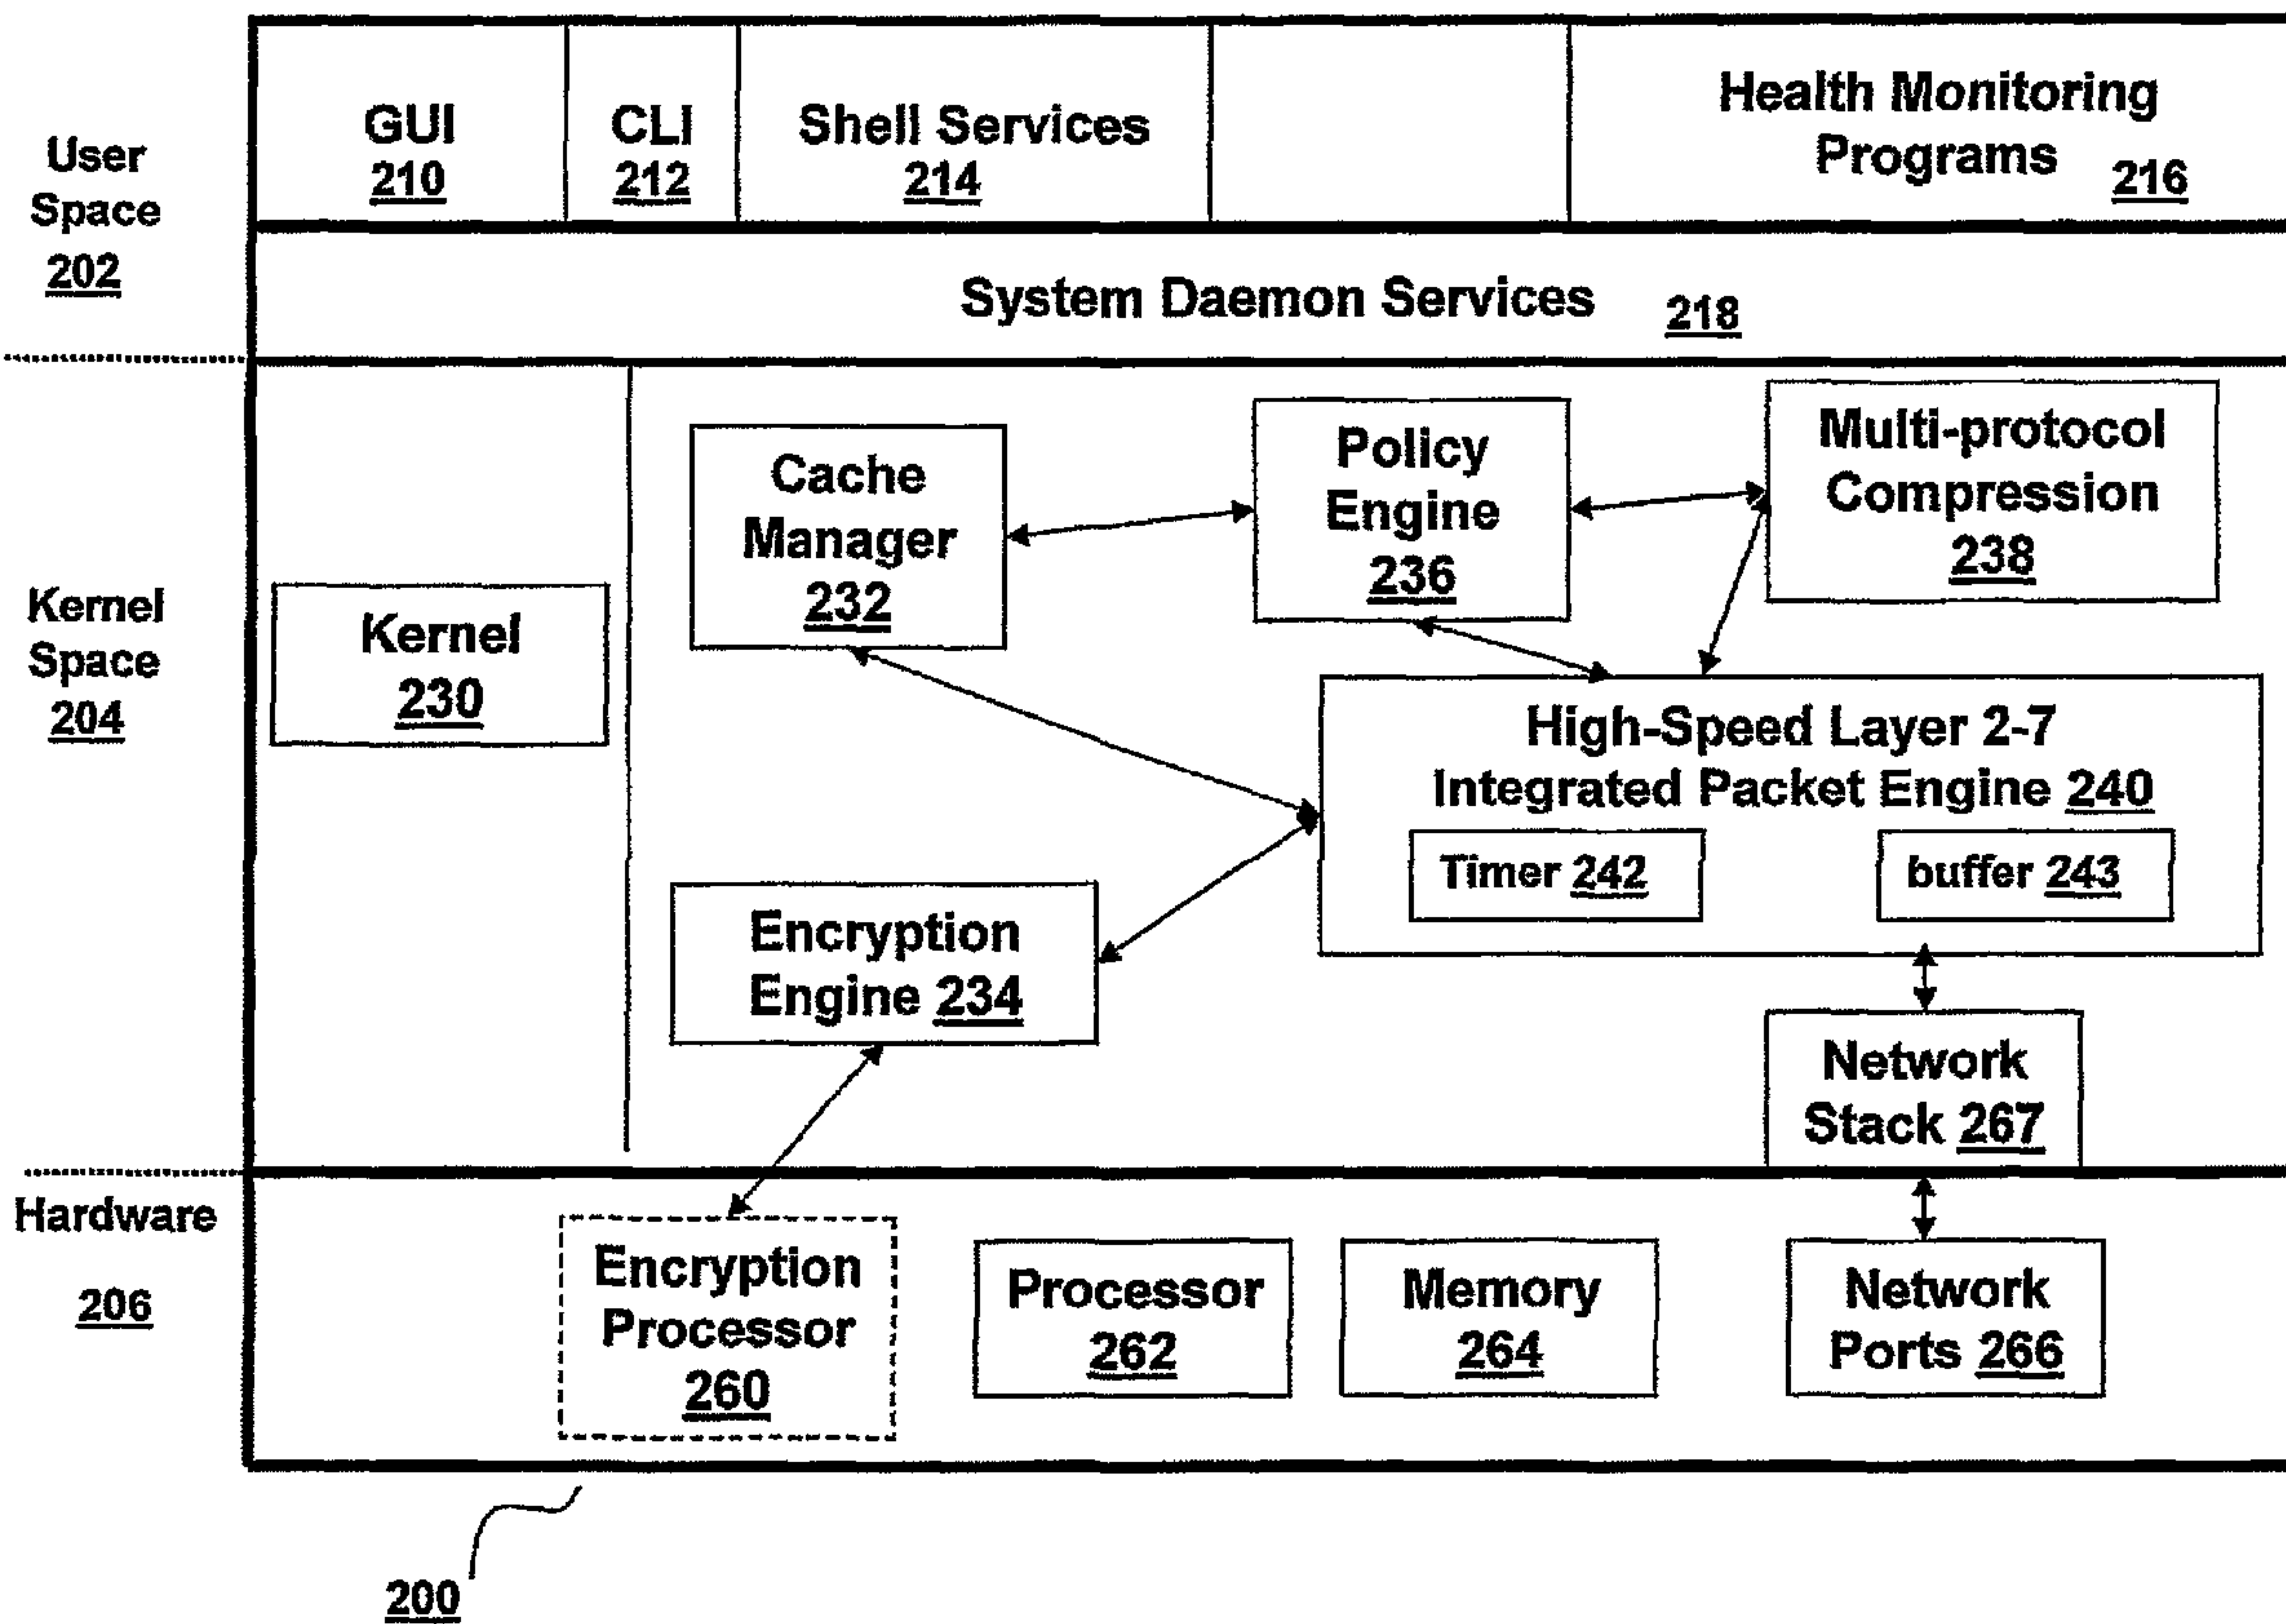 User
Space
202
GUI
210
CLI
212
Shell Services
214
Health Monitoring
Programs 216
System Daemon Services 218
Kernel
Space
204
Kernel
230
Cache
Manager
232
Policy
Engine
236
Multi-protocol
Compression
238
High-Speed Layer 2-7
Integrated Packet Engine 240
Timer 242
buffer 243
Encryption
Engine 234
Network
Stack 267
Hardware
206
Encryption
Processor
260
Processor
262
Memory
264
Network
Ports 266
200